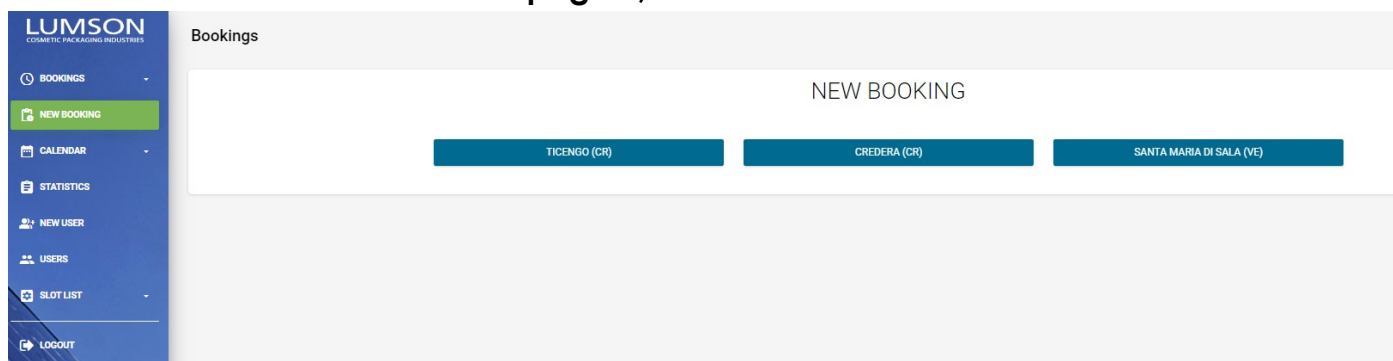 LUMSON
COSMETIC PACKAGING INDUSTRIES
Bookings
BOOKINGS
NEW BOOKING
CALENDAR
STATISTICS
NEW USER
USERS
SLOT LIST
LOGOUT
NEW BOOKING
TICENGO (CR)
CREDERA (CR)
SANTA MARIA DI SALA (VE)